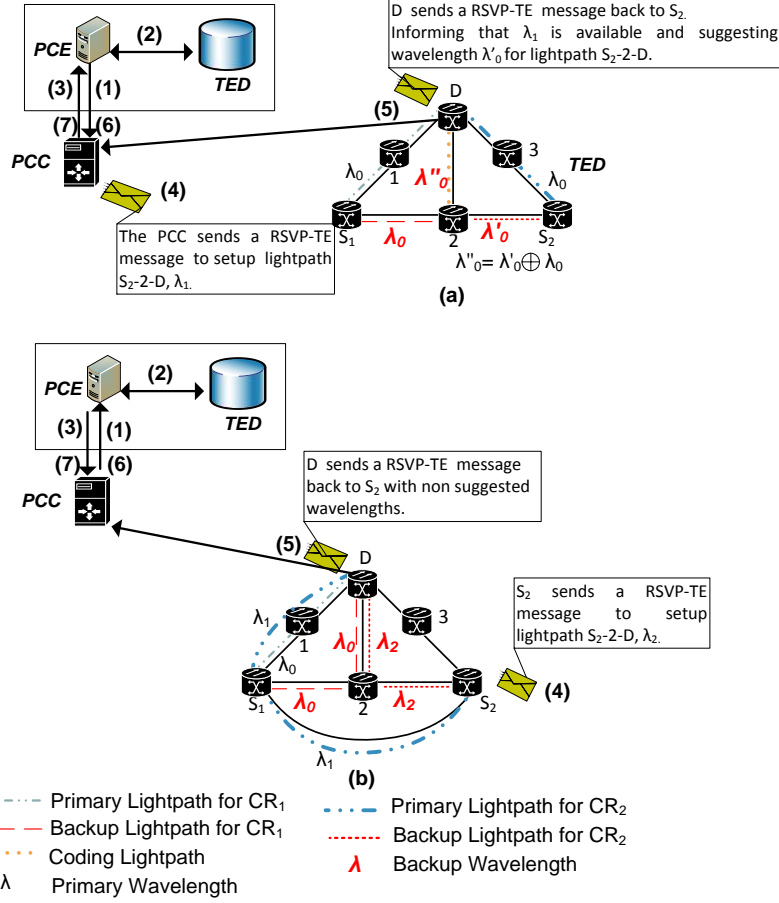 D sends a RSVP-TE message back to S2.
Informing that λ1 is available and suggesting
wavelength λ'0 for lightpath S2-2-D.
PCE
(2)
TED
(3)
(1)
(7)
(6)
PCC
(5)
D
(4)
1
3
TED
λ0
λ''0
λ0
The PCC sends a RSVP-TE
message to setup lightpath
S2-2-D, λ1.
S1
λ0
2
λ'0
S2
λ''0= λ'0⊕ λ0
(a)
PCE
(2)
TED
(3)
(1)
(7)
(6)
PCC
D sends a RSVP-TE message
back to S2 with non suggested
wavelengths.
(5)
D
S2 sends a RSVP-TE
message to setup
lightpath S2-2-D, λ2.
(4)
λ1
1
λ0
λ2
3
λ0
S1
λ0
2
λ2
S2
λ1
(b)
Primary Lightpath for CR1
Backup Lightpath for CR1
Coding Lightpath
λ Primary Wavelength
Primary Lightpath for CR2
Backup Lightpath for CR2
λ Backup Wavelength